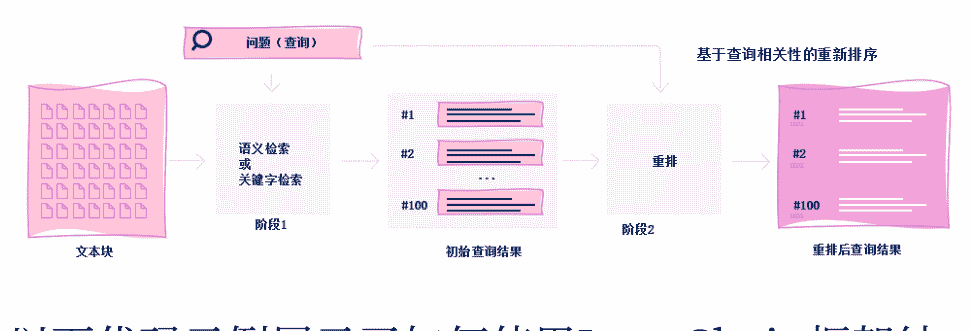 问题（查询）
基于查询相关性的重新排序
语义检索
或
关键字检索
阶段1
文本块
#1
#2
...
#100
初始查询结果
重排
阶段2
#1
#2
#100
重排后查询结果